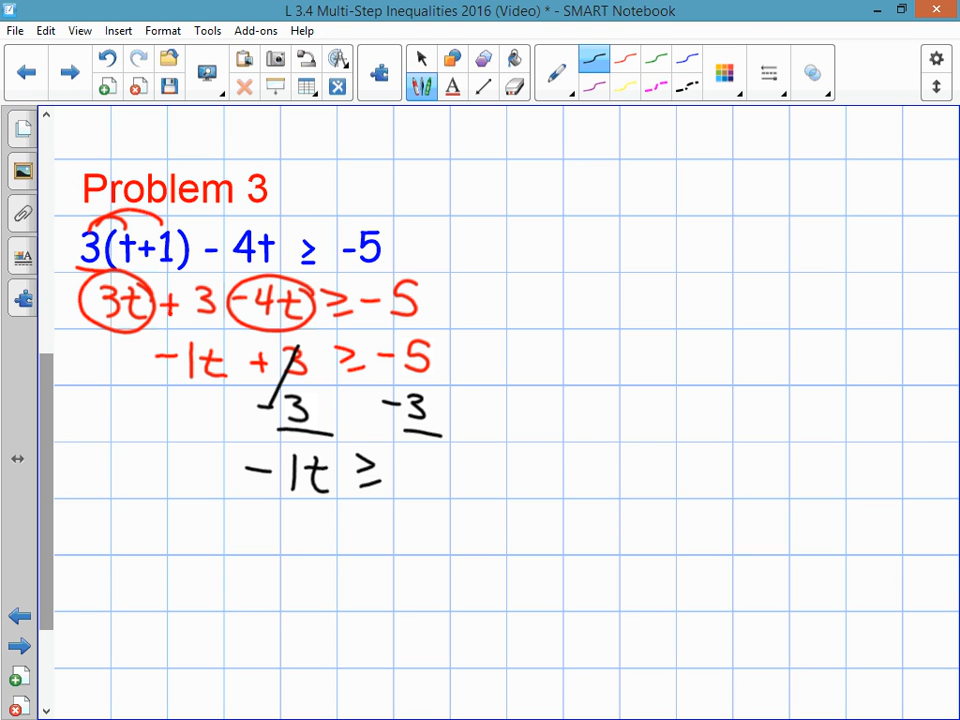 L 3.4 Multi-Step Inequalities 2016 (Video) * - SMART Notebook
File Edit View Insert Format Tools Add-ons Help
Problem 3
3(t+1) - 4t ≥ -5
3t + 3 -4t ≥ -5
-1t + 3 ≥ -5
-3 -3
-1t ≥